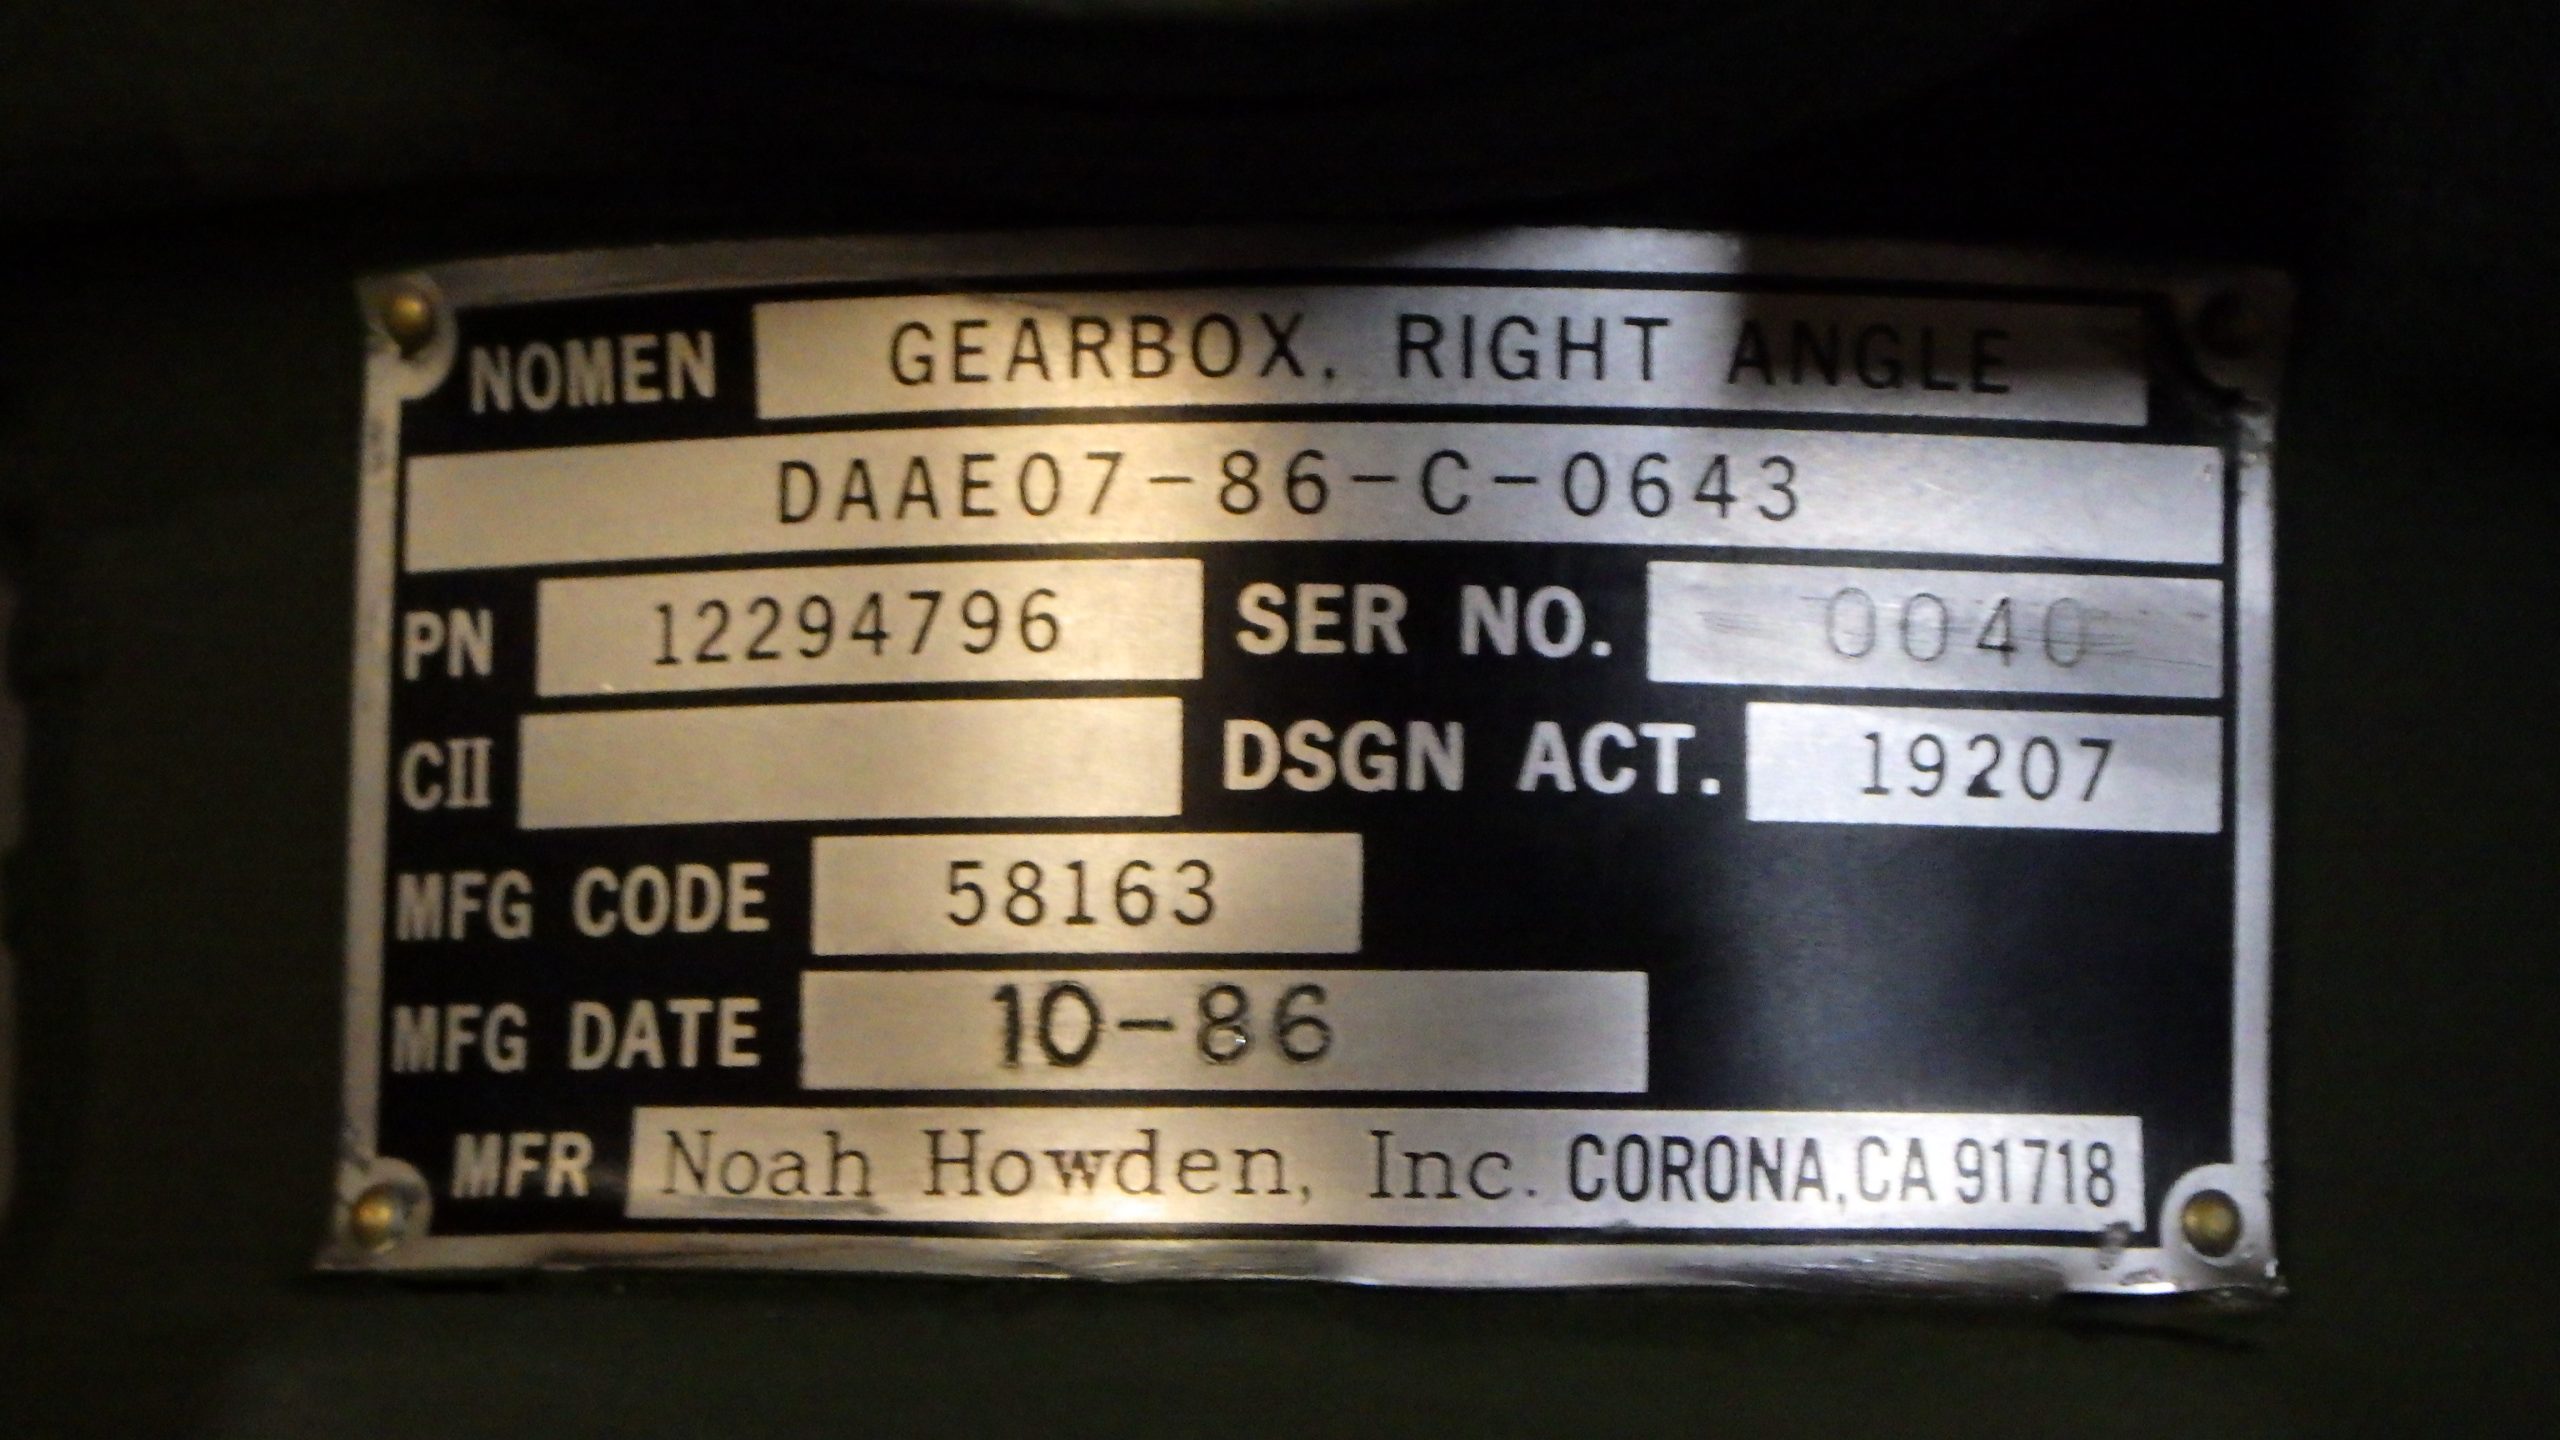 NOMEN GEARBOX, RIGHT ANGLE
DAAE07-86-C-0643
PN 12294796 SER NO. 0040
CII DSGN ACT. 19207
MFG CODE 58163
MFG DATE 10-86
MFR Noah Howden, Inc. CORONA, CA 91718